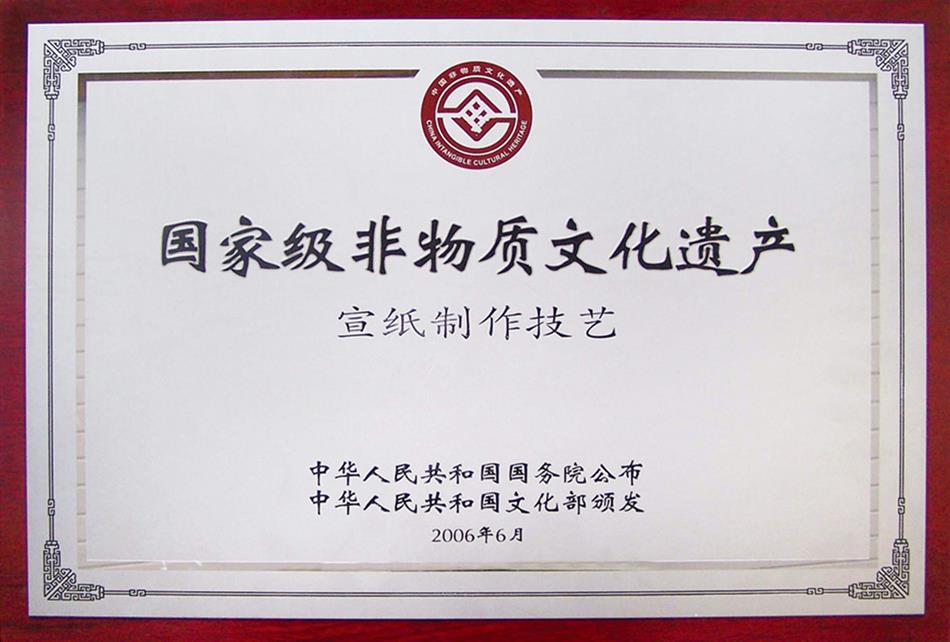 中国非物质文化遗产
CHINA INTANGIBLE CULTURAL HERITAGE
国家级非物质文化遗产
宣纸制作技艺
中华人民共和国国务院公布
中华人民共和国文化部颁发
2006年6月